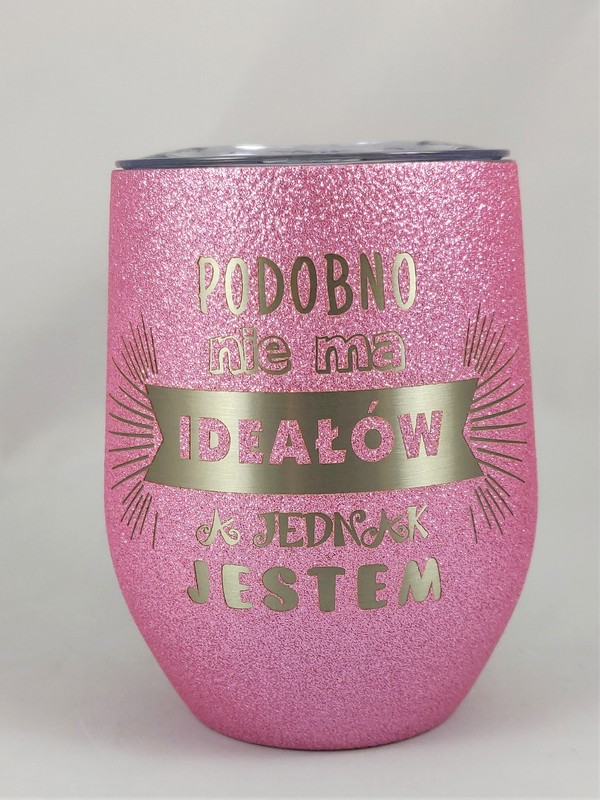 PODOBNO
nie ma
IDEAŁÓW
A JEDNAK
JESTEM